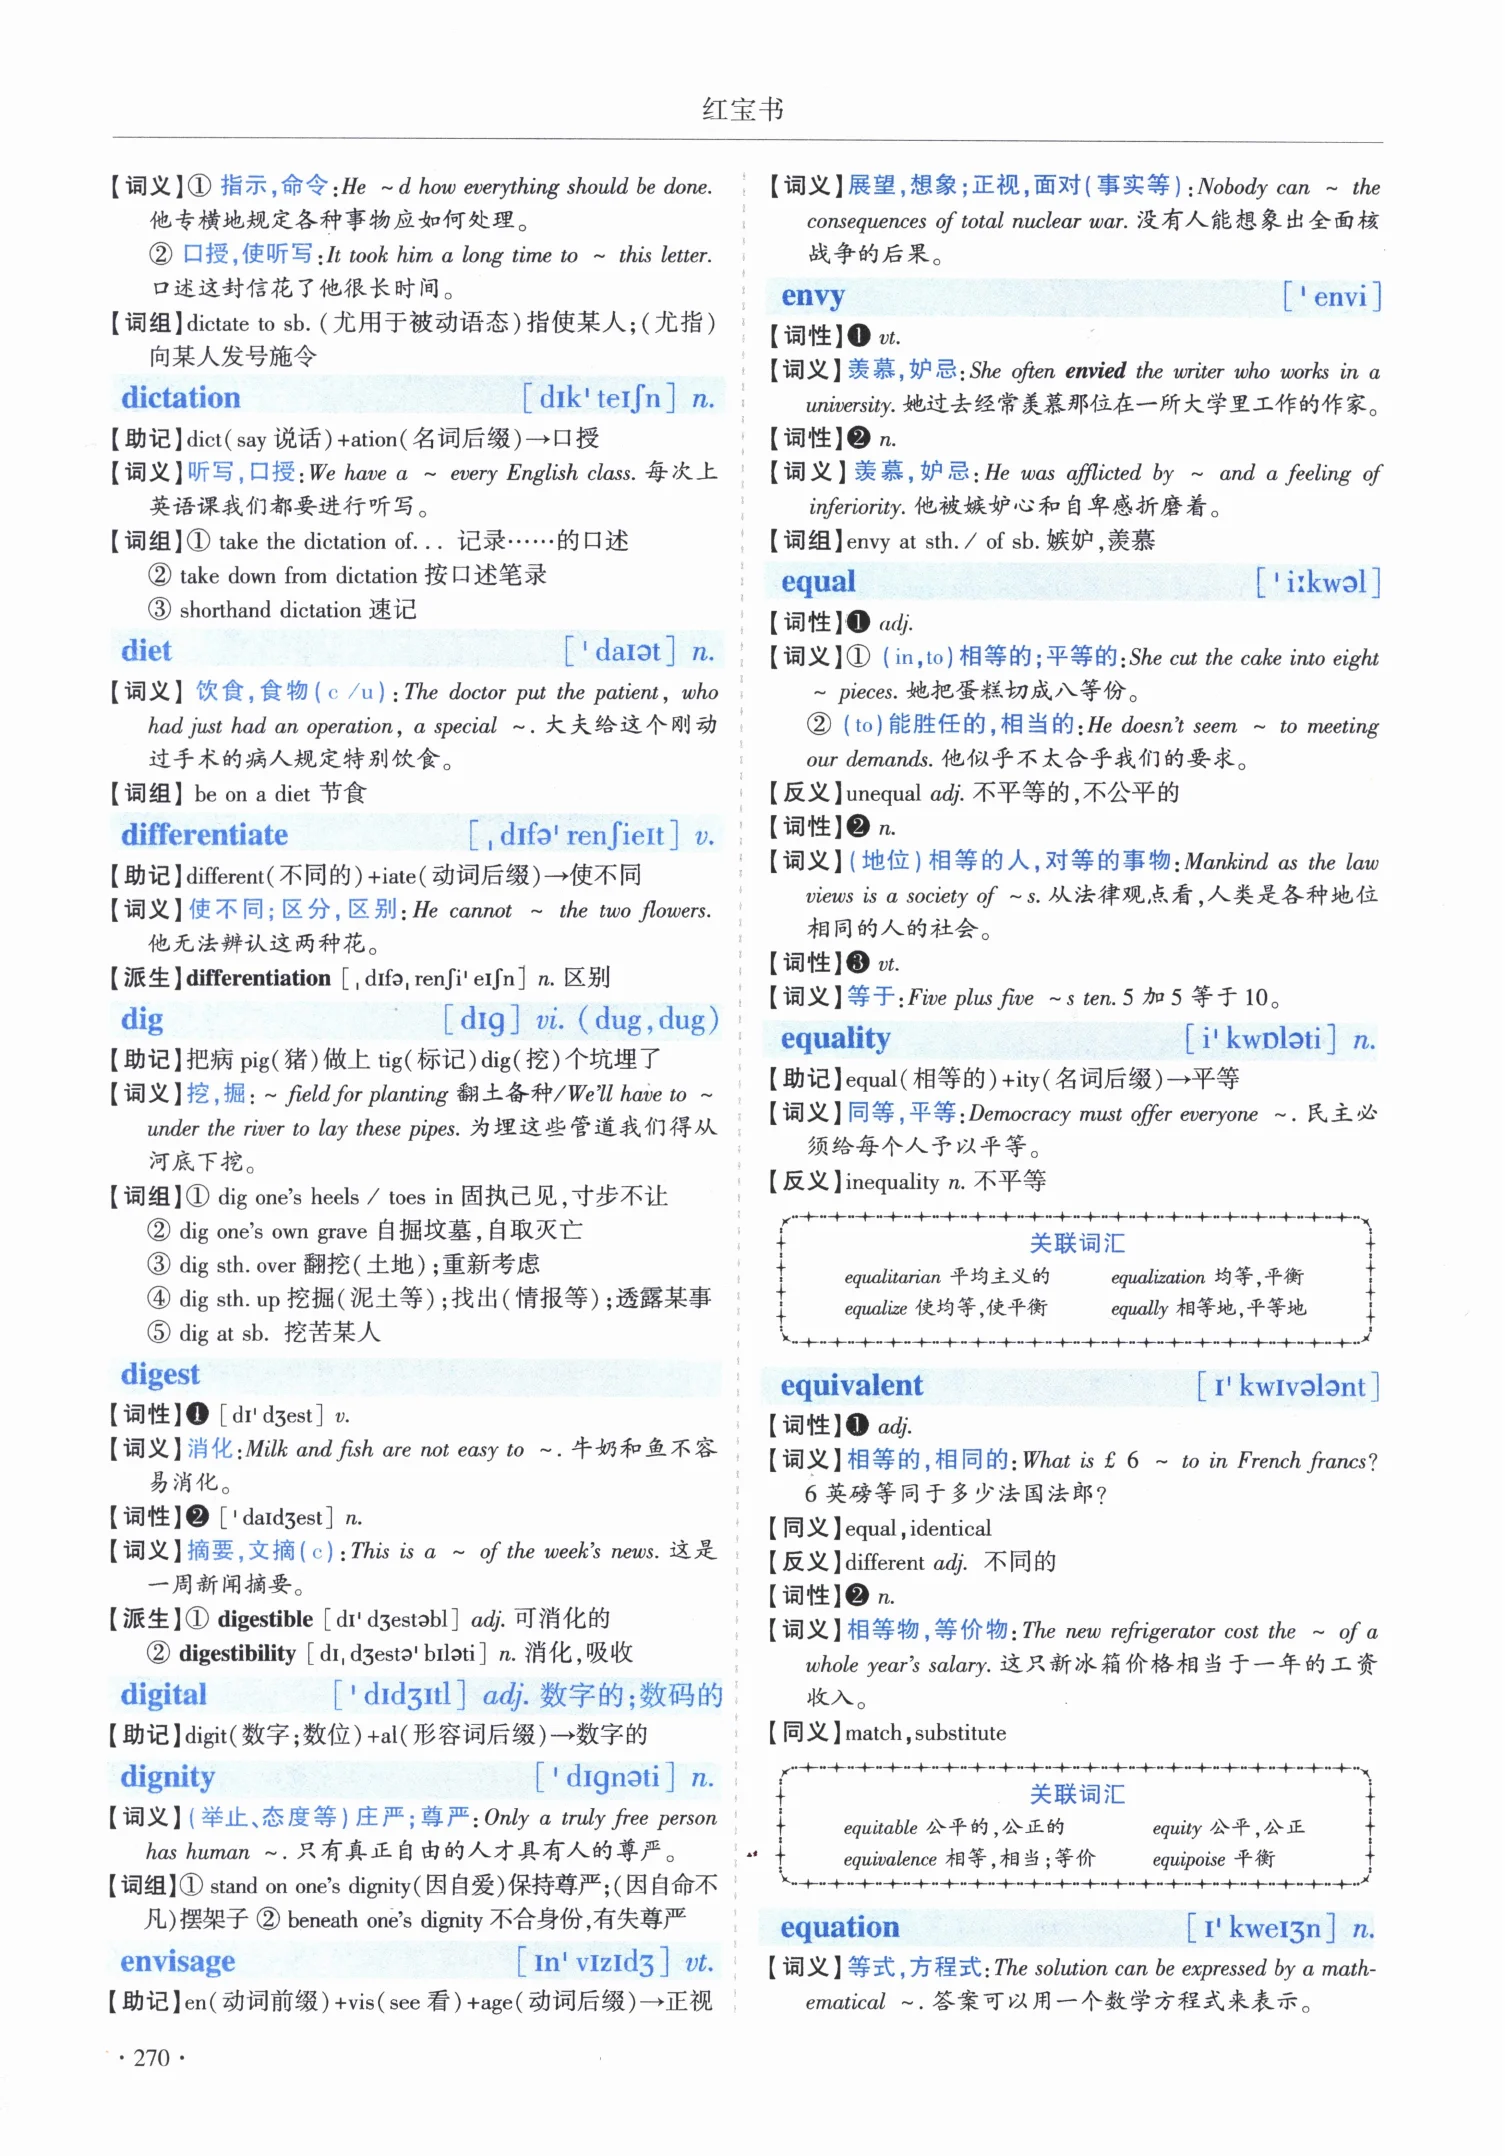 红宝书
【词义】① 指示,命令:He ~d how everything should be done.
他专横地规定各种事物应如何处理。
② 口授,使听写:It took him a long time to ~ this letter.
口述这封信花了他很长时间。
【词组】dictate to sb. (尤用于被动语态)指使某人;(尤指)
向某人发号施令
dictation [dɪkˈteɪʃn] n.
【助记】dict(say 说话)+ation(名词后缀)→口授
【词义】听写,口授:We have a ~ every English class. 每次上
英语课我们都要进行听写。
【词组】① take the dictation of... 记录……的口述
② take down from dictation 按口述笔录
③ shorthand dictation 速记
diet [ˈdaɪət] n.
【词义】 饮食,食物(c /u):The doctor put the patient, who
had just had an operation, a special ~. 大夫给这个刚动
过手术的病人规定特别饮食。
【词组】 be on a diet 节食
differentiate [ˌdɪfəˈrenʃieɪt] v.
【助记】different(不同的)+iate(动词后缀)→使不同
【词义】使不同;区分,区别:He cannot ~ the two flowers.
他无法辨认这两种花。
【派生】differentiation [ˌdɪfəˌrenʃiˈeɪʃn] n. 区别
dig [dɪg] vi. (dug,dug)
【助记】把病 pig(猪)做上 tig(标记)dig(挖)个坑埋了
【词义】挖,掘: ~ field for planting 翻土备种/We'll have to ~
under the river to lay these pipes. 为埋这些管道我们得从
河底下挖。
【词组】① dig one's heels / toes in 固执己见,寸步不让
② dig one's own grave 自掘坟墓,自取灭亡
③ dig sth. over 翻挖(土地);重新考虑
④ dig sth. up 挖掘(泥土等);找出(情报等);透露某事
⑤ dig at sb. 挖苦某人
digest
【词性】❶ [dɪˈdʒest] v.
【词义】消化:Milk and fish are not easy to ~. 牛奶和鱼不容
易消化。
【词性】❷ [ˈdaɪdʒest] n.
【词义】摘要,文摘(c):This is a ~ of the week's news. 这是
一周新闻摘要。
【派生】① digestible [dɪˈdʒestəbl] adj. 可消化的
② digestibility [dɪˌdʒestəˈbɪləti] n. 消化,吸收
digital [ˈdɪdʒɪtl] adj. 数字的;数码的
【助记】digit(数字;数位)+al(形容词后缀)→数字的
dignity [ˈdɪgnəti] n.
【词义】(举止、态度等)庄严;尊严:Only a truly free person
has human ~. 只有真正自由的人才具有人的尊严。
【词组】① stand on one's dignity(因自爱)保持尊严;(因自命不
凡)摆架子 ② beneath one's dignity 不合身份,有失尊严
envisage [ɪnˈvɪzɪdʒ] vt.
【助记】en(动词前缀)+vis(see 看)+age(动词后缀)→正视
【词义】展望,想象;正视,面对(事实等):Nobody can ~ the
consequences of total nuclear war. 没有人能想象出全面核
战争的后果。
envy [ˈenvi]
【词性】❶ vt.
【词义】羡慕,妒忌:She often envied the writer who works in a
university. 她过去经常羡慕那位在一所大学里工作的作家。
【词性】❷ n.
【词义】羡慕,妒忌:He was afflicted by ~ and a feeling of
inferiority. 他被嫉妒心和自卑感折磨着。
【词组】envy at sth. / of sb. 嫉妒,羡慕
equal [ˈiːkwəl]
【词性】❶ adj.
【词义】① (in,to)相等的;平等的:She cut the cake into eight
~ pieces. 她把蛋糕切成八等份。
② (to)能胜任的,相当的:He doesn't seem ~ to meeting
our demands. 他似乎不太合乎我们的要求。
【反义】unequal adj. 不平等的,不公平的
【词性】❷ n.
【词义】(地位)相等的人,对等的事物:Mankind as the law
views is a society of ~s. 从法律观点看,人类是各种地位
相同的人的社会。
【词性】❸ vt.
【词义】等于:Five plus five ~s ten. 5 加 5 等于 10。
equality [iˈkwɒləti] n.
【助记】equal(相等的)+ity(名词后缀)→平等
【词义】同等,平等:Democracy must offer everyone ~. 民主必
须给每个人予以平等。
【反义】inequality n. 不平等
关联词汇
equalitarian 平均主义的 equalization 均等,平衡
equalize 使均等,使平衡 equally 相等地,平等地
equivalent [ɪˈkwɪvələnt]
【词性】❶ adj.
【词义】相等的,相同的:What is £ 6 ~ to in French francs?
6 英磅等同于多少法国法郎?
【同义】equal,identical
【反义】different adj. 不同的
【词性】❷ n.
【词义】相等物,等价物:The new refrigerator cost the ~ of a
whole year's salary. 这只新冰箱价格相当于一年的工资
收入。
【同义】match,substitute
关联词汇
equitable 公平的,公正的 equity 公平,公正
equivalence 相等,相当;等价 equipoise 平衡
equation [ɪˈkweɪʒn] n.
【词义】等式,方程式:The solution can be expressed by a math-
ematical ~. 答案可以用一个数学方程式来表示。
· 270 ·